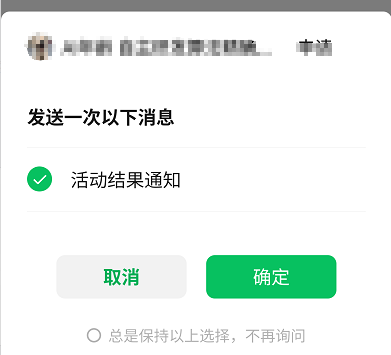 申请
发送一次以下消息
活动结果通知
取消
确定
总是保持以上选择，不再询问